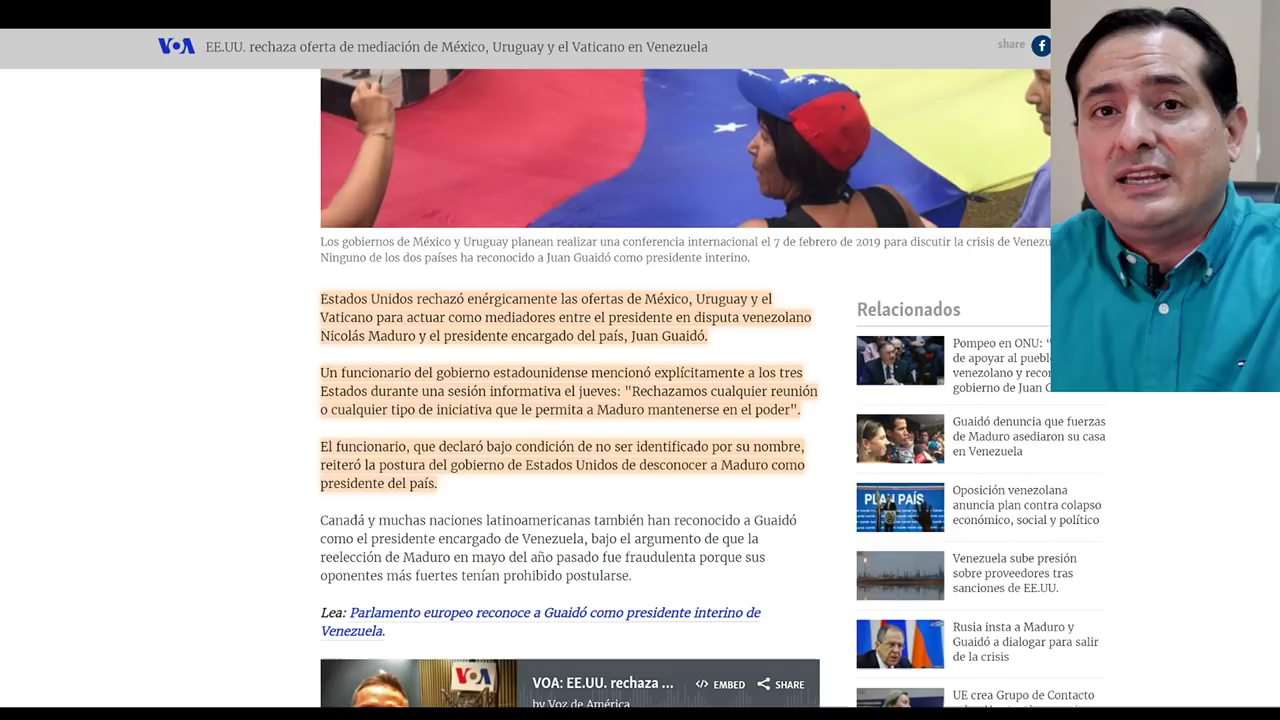 VOA EE.UU. rechaza oferta de mediación de México, Uruguay y el Vaticano en Venezuela
share f
Los gobiernos de México y Uruguay planean realizar una conferencia internacional el 7 de febrero de 2019 para discutir la crisis de
Ninguno de los dos países ha reconocido a Juan Guaidó como presidente interino.
Estados Unidos rechazó enérgicamente las ofertas de México, Uruguay y el
Vaticano para actuar como mediadores entre el presidente en disputa venezolano
Nicolás Maduro y el presidente encargado del país, Juan Guaidó.
Un funcionario del gobierno estadounidense mencionó explícitamente a los tres
Estados durante una sesión informativa el jueves: "Rechazamos cualquier reunión
o cualquier tipo de iniciativa que le permita a Maduro mantenerse en el poder".
El funcionario, que declaró bajo condición de no ser identificado por su nombre,
reiteró la postura del gobierno de Estados Unidos de desconocer a Maduro como
presidente del país.
Canadá y muchas naciones latinoamericanas también han reconocido a Guaidó
como el presidente encargado de Venezuela, bajo el argumento de que la
reelección de Maduro en mayo del año pasado fue fraudulenta porque sus
oponentes más fuertes tenían prohibido postularse.
Lea: Parlamento europeo reconoce a Guaidó como presidente interino de
Venezuela.
VOA
VOA: EE.UU. rechaza ...
EMBED
SHARE
by Voz de América
Relacionados
Pompeo en ONU:
de apoyar al
venezolano y
gobierno de Juan
Guaidó denuncia que fuerzas
de Maduro asediaron su casa
en Venezuela
PLAN PAÍS
Oposición venezolana
anuncia plan contra colapso
económico, social y político
Venezuela sube presión
sobre proveedores tras
sanciones de EE.UU.
Rusia insta a Maduro y
Guaidó a dialogar para salir
de la crisis
UE crea Grupo de Contacto